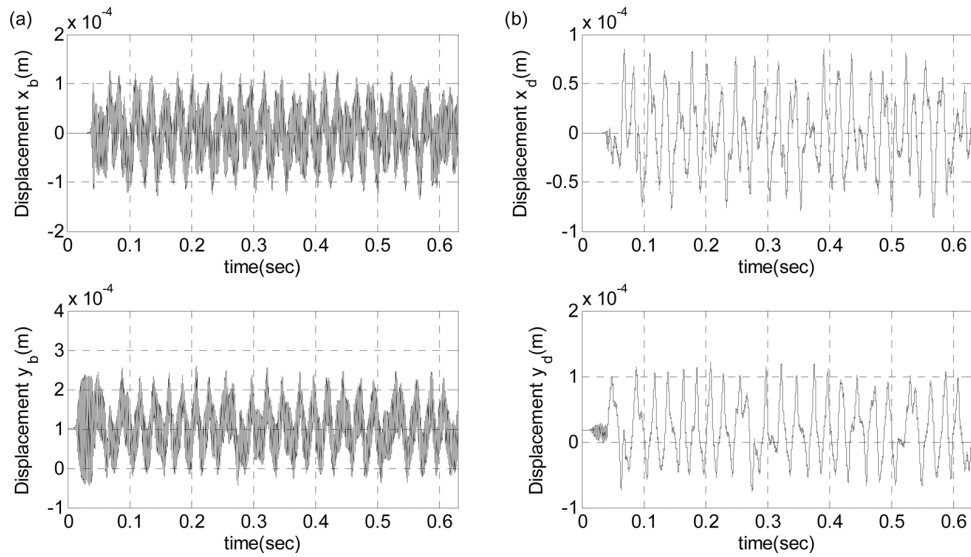 (a)
x 10-4
2
1
0
-1
-2
Displacement x_b(m)
0 0.1 0.2 0.3 0.4 0.5 0.6
time(sec)
x 10-4
4
3
2
1
0
-1
Displacement y_b(m)
0 0.1 0.2 0.3 0.4 0.5 0.6
time(sec)
(b)
x 10-4
1
0.5
0
-0.5
-1
Displacement x_d(m)
0 0.1 0.2 0.3 0.4 0.5 0.6
time(sec)
x 10-4
2
1
0
-1
Displacement y_d(m)
0 0.1 0.2 0.3 0.4 0.5 0.6
time(sec)